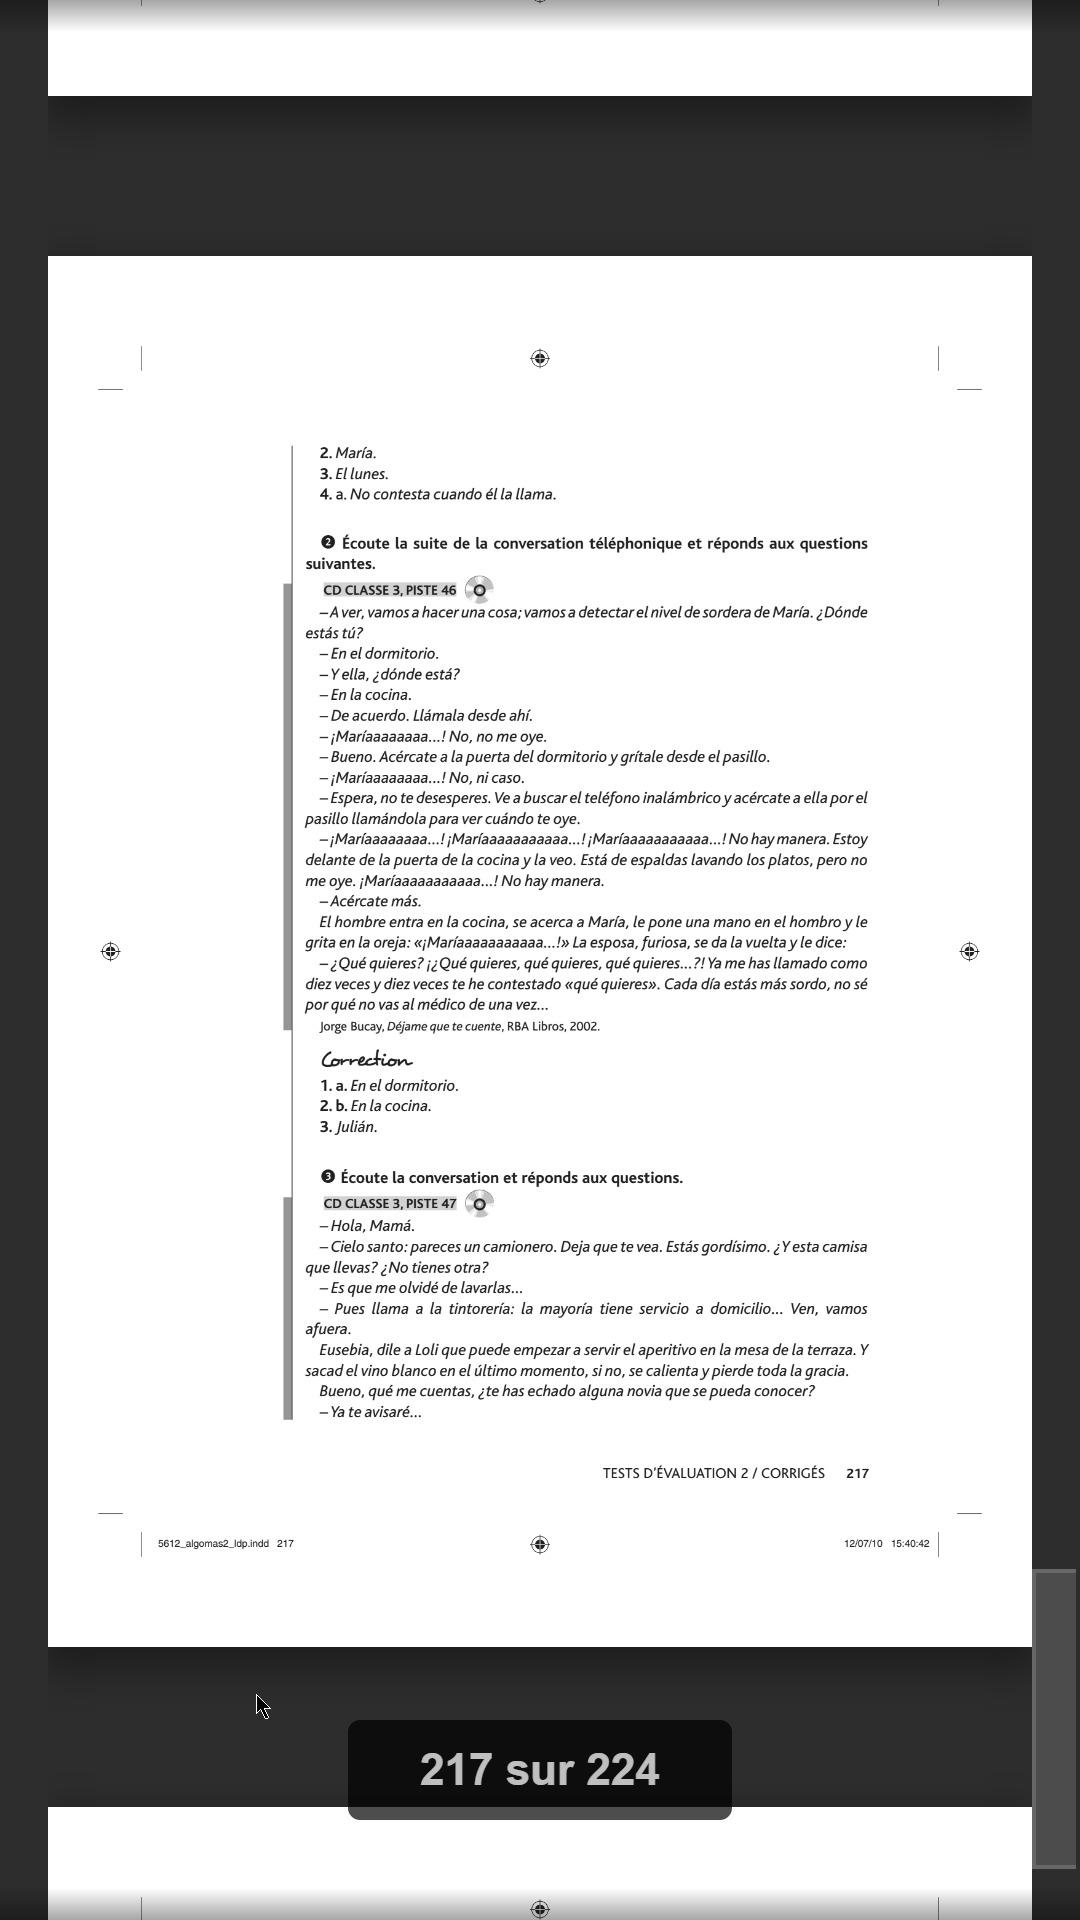 2. María.
3. El lunes.
4. a. No contesta cuando él la llama.
❷ Écoute la suite de la conversation téléphonique et réponds aux questions
suivantes.
CD CLASSE 3, PISTE 46
– A ver, vamos a hacer una cosa; vamos a detectar el nivel de sordera de María. ¿Dónde
estás tú?
– En el dormitorio.
– Y ella, ¿dónde está?
– En la cocina.
– De acuerdo. Llámala desde ahí.
– ¡Maríaaaaaaaa...! No, no me oye.
– Bueno. Acércate a la puerta del dormitorio y grítale desde el pasillo.
– ¡Maríaaaaaaaa...! No, ni caso.
– Espera, no te desesperes. Ve a buscar el teléfono inalámbrico y acércate a ella por el
pasillo llamándola para ver cuándo te oye.
– ¡Maríaaaaaaaa...! ¡Maríaaaaaaaaaaa...! ¡Maríaaaaaaaaaaa...! No hay manera. Estoy
delante de la puerta de la cocina y la veo. Está de espaldas lavando los platos, pero no
me oye. ¡Maríaaaaaaaaaaa...! No hay manera.
– Acércate más.
El hombre entra en la cocina, se acerca a María, le pone una mano en el hombro y le
grita en la oreja: «¡Maríaaaaaaaaaaa...!» La esposa, furiosa, se da la vuelta y le dice:
– ¿Qué quieres? ¡¿Qué quieres, qué quieres, qué quieres...?! Ya me has llamado como
diez veces y diez veces te he contestado «qué quieres». Cada día estás más sordo, no sé
por qué no vas al médico de una vez...
Jorge Bucay, Déjame que te cuente, RBA Libros, 2002.
Correction
1. a. En el dormitorio.
2. b. En la cocina.
3. Julián.
❸ Écoute la conversation et réponds aux questions.
CD CLASSE 3, PISTE 47
– Hola, Mamá.
– Cielo santo: pareces un camionero. Deja que te vea. Estás gordísimo. ¿Y esta camisa
que llevas? ¿No tienes otra?
– Es que me olvidé de lavarlas...
– Pues llama a la tintorería: la mayoría tiene servicio a domicilio... Ven, vamos
afuera.
Eusebia, dile a Loli que puede empezar a servir el aperitivo en la mesa de la terraza. Y
sacad el vino blanco en el último momento, si no, se calienta y pierde toda la gracia.
Bueno, qué me cuentas, ¿te has echado alguna novia que se pueda conocer?
– Ya te avisaré...
TESTS D'ÉVALUATION 2 / CORRIGÉS 217
5612_algomas2_ldp.indd 217 12/07/10 15:40:42
217 sur 224